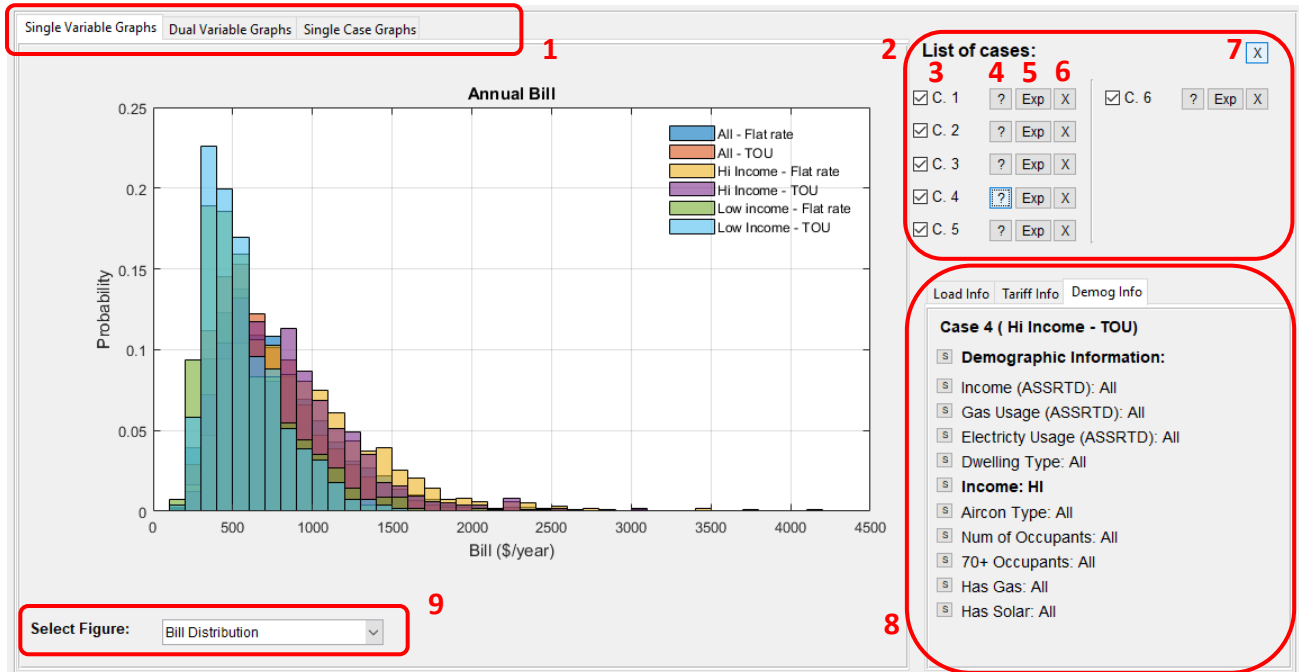 Single Variable Graphs Dual Variable Graphs Single Case Graphs
1
Annual Bill
0.25
0.2
0.15
0.1
0.05
0
Probability
0 500 1000 1500 2000 2500 3000 3500 4000 4500
Bill ($/year)
All - Flat rate
All - TOU
Hi Income - Flat rate
Hi Income - TOU
Low income - Flat rate
Low Income - TOU
Select Figure: Bill Distribution
9
2 List of cases: 7 X
3 4 5 6
C. 1 ? Exp X C. 6 ? Exp X
C. 2 ? Exp X
C. 3 ? Exp X
C. 4 ? Exp X
C. 5 ? Exp X
Load Info Tariff Info Demog Info
Case 4 ( Hi Income - TOU)
S Demographic Information:
S Income (ASSRTD): All
S Gas Usage (ASSRTD): All
S Electricty Usage (ASSRTD): All
S Dwelling Type: All
S Income: HI
S Aircon Type: All
S Num of Occupants: All
S 70+ Occupants: All
S Has Gas: All
S Has Solar: All
8